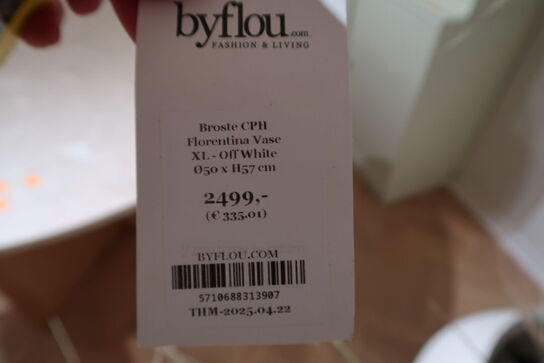 byflou.com
FASHION & LIVING
Broste CPH
Florentina Vase
XL - Off White
Ø50 x H57 cm
2499,-
(€ 335.01)
BYFLOU.COM
5710688313907
THM-2025.04.22